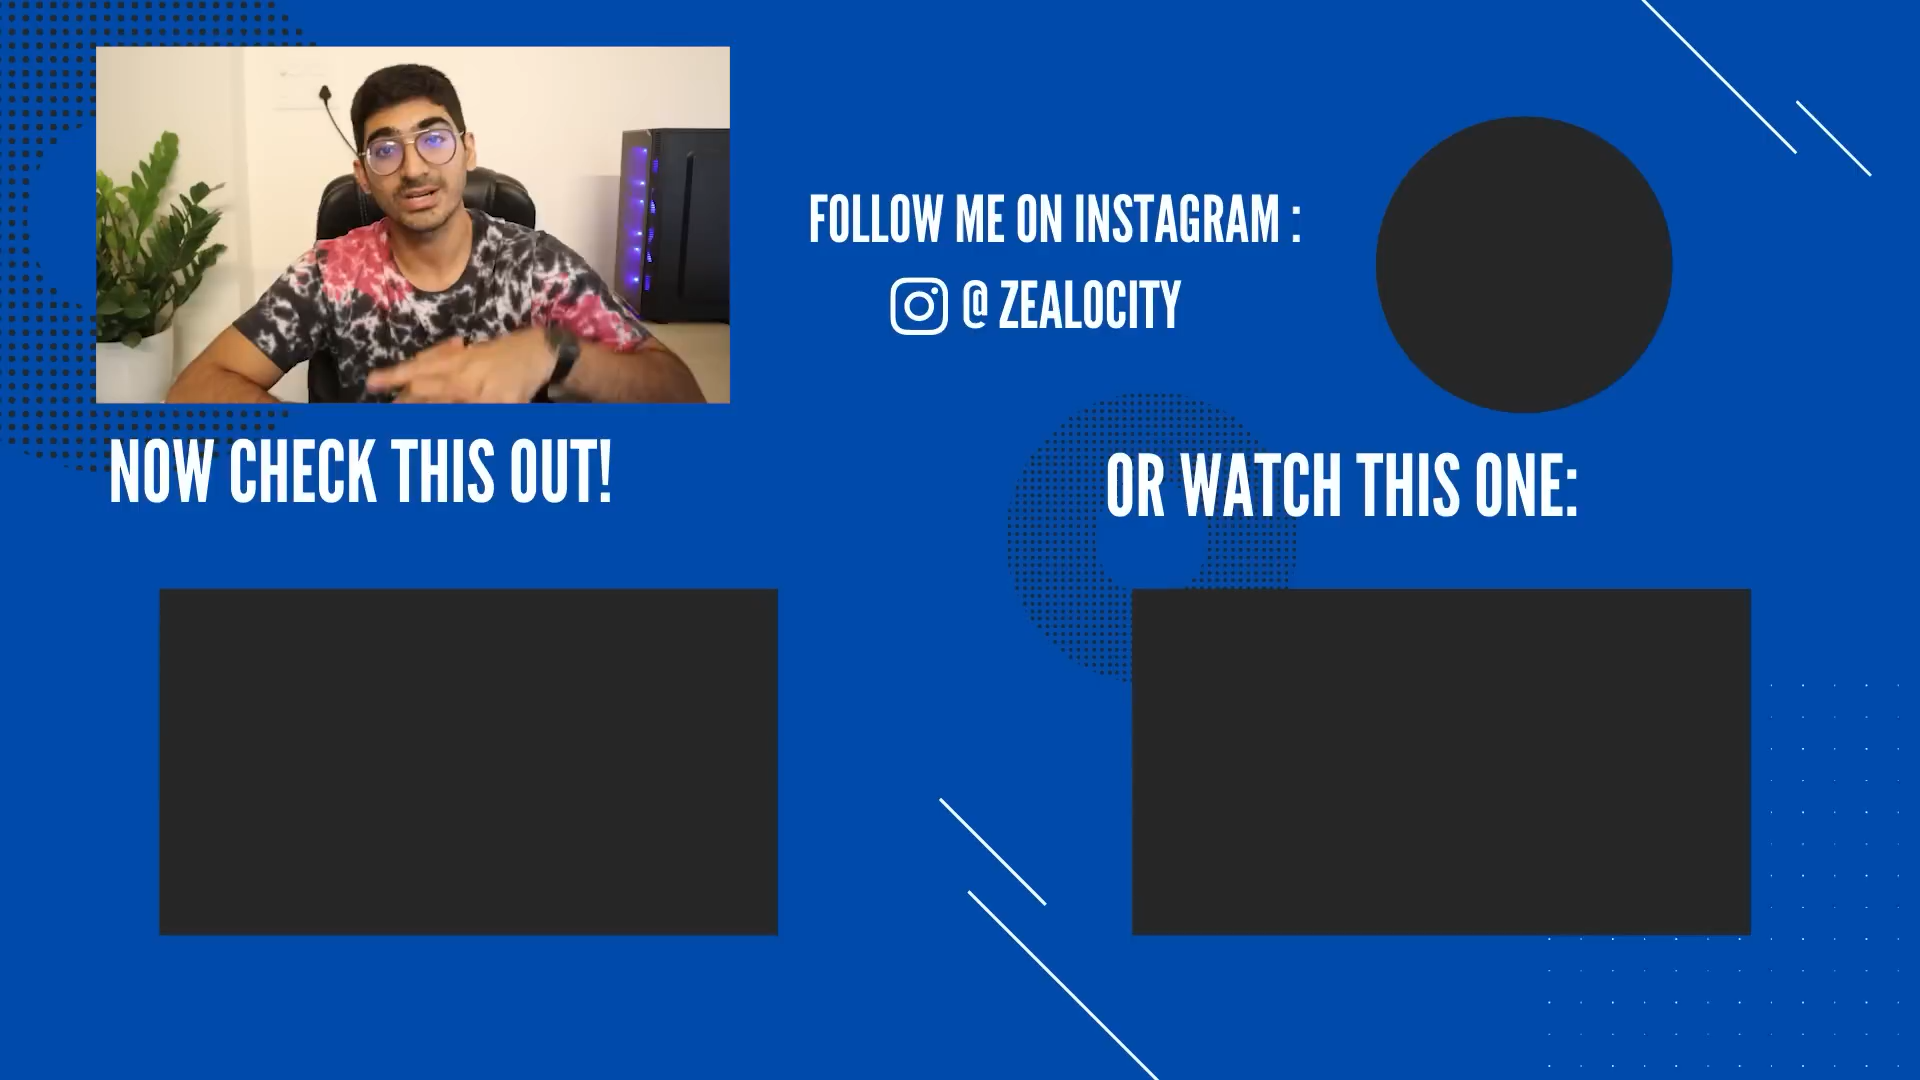 FOLLOW ME ON INSTAGRAM :
@ ZEALOCITY
NOW CHECK THIS OUT!
OR WATCH THIS ONE: